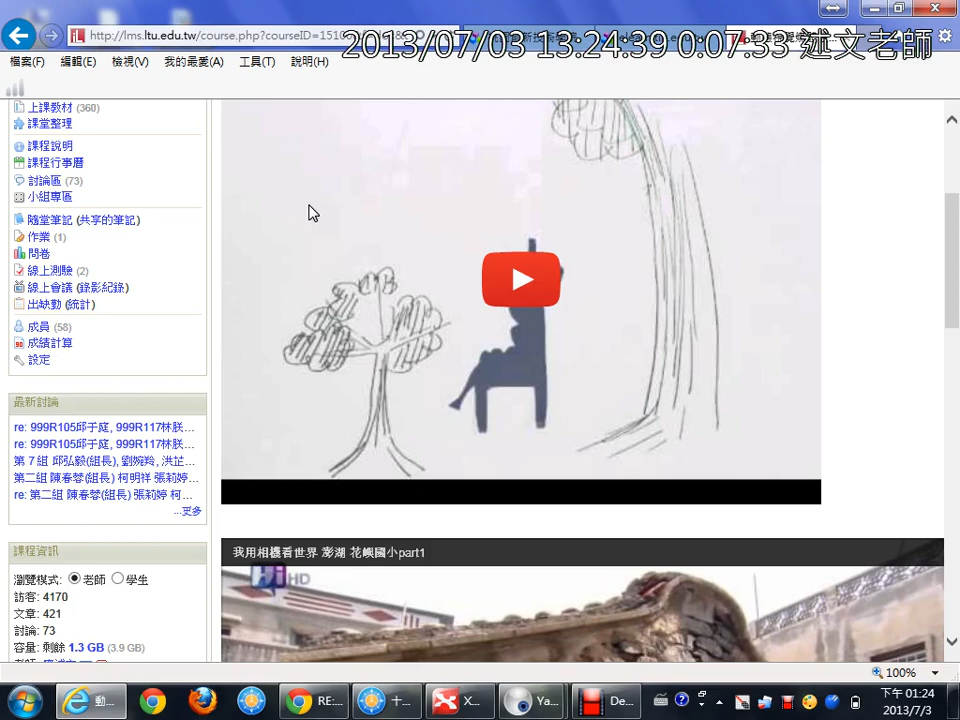 http://lms.ltu.edu.tw/course.php?courseID=1510
2013/07/03 13:24:39 0:07:33 述文老師
檔案(F) 編輯(E) 檢視(V) 我的最愛(A) 工具(T) 說明(H)
上課教材 (360)
課堂整理
課程說明
課程行事曆
討論區 (73)
小組專區
隨堂筆記 (共享的筆記)
作業 (1)
問卷
線上測驗 (2)
線上會議 (錄影紀錄)
出缺勤 (統計)
成員 (58)
成績計算
設定
最新討論
re: 999R105邱于庭, 999R117林朕...
re: 999R105邱于庭, 999R117林朕...
第 7 組 邱弘毅(組長), 劉婉羚, 洪芷...
第二組 陳春蓉(組長) 柯明祥 張莉婷...
re: 第二組 陳春蓉(組長) 張莉婷 柯...
...更多
課程資訊
瀏覽模式: 老師 學生
訪客: 4170
文章: 421
討論: 73
容量: 剩餘 1.3 GB (3.9 GB)
我用相機看世界 澎湖 花嶼國小part1
HD
100%
動... RE:... 十... X... Ya... De...
下午 01:24
2013/7/3